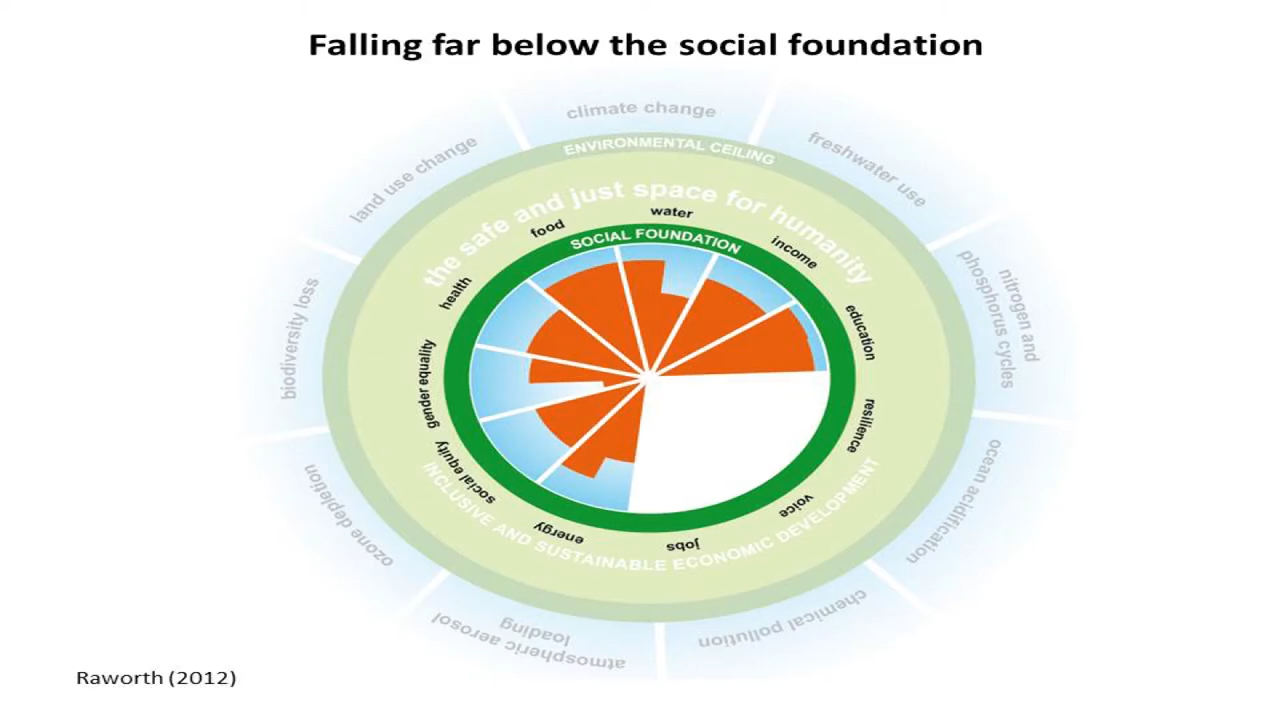 Falling far below the social foundation
climate change
freshwater use
nitrogen and
phosphorus cycles
ocean acidification
chemical pollution
atmospheric aerosol
loading
ozone depletion
biodiversity loss
land use change
ENVIRONMENTAL CEILING
the safe and just space for humanity
water
income
education
resilience
voice
jobs
energy
social equity
gender equality
health
food
SOCIAL FOUNDATION
INCLUSIVE AND SUSTAINABLE ECONOMIC DEVELOPMENT
Raworth (2012)